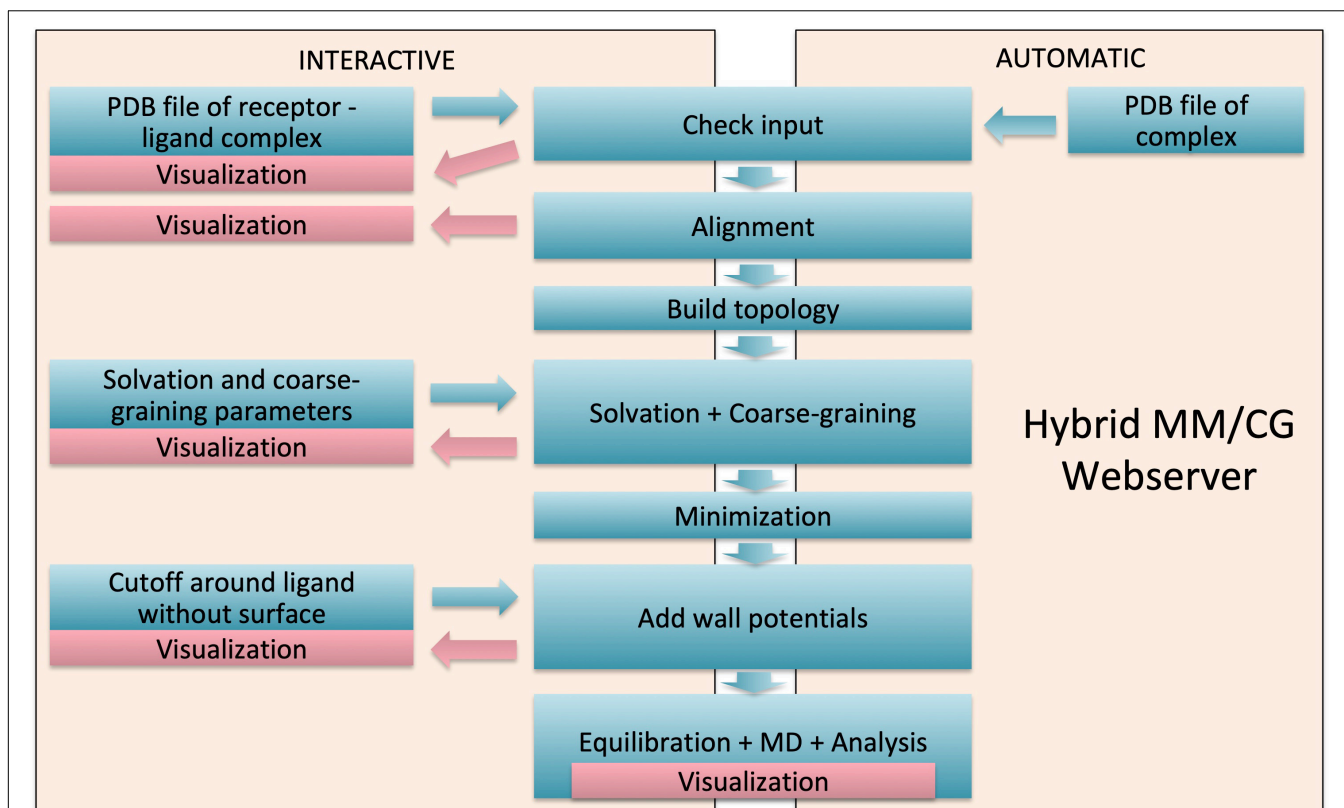 INTERACTIVE
AUTOMATIC
PDB file of receptor -
ligand complex
Visualization
Check input
PDB file of
complex
Visualization
Alignment
Build topology
Solvation and coarse-
graining parameters
Visualization
Solvation + Coarse-graining
Hybrid MM/CG
Webserver
Minimization
Cutoff around ligand
without surface
Visualization
Add wall potentials
Equilibration + MD + Analysis
Visualization